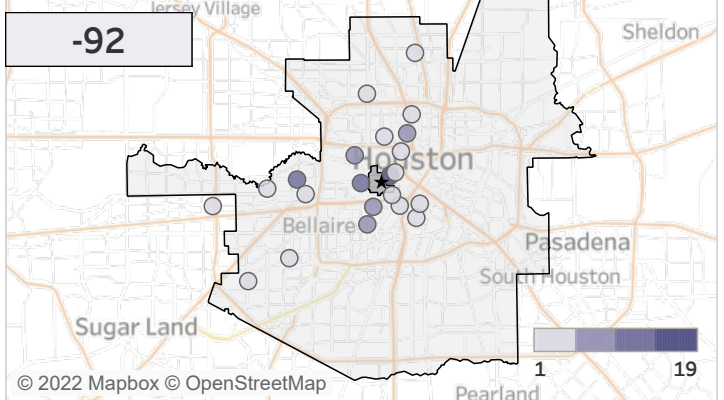 Jersey Village
-92
Sheldon
Houston
Bellaire
Pasadena
South Houston
Sugar Land
1
19
© 2022 Mapbox © OpenStreetMap
Pearland